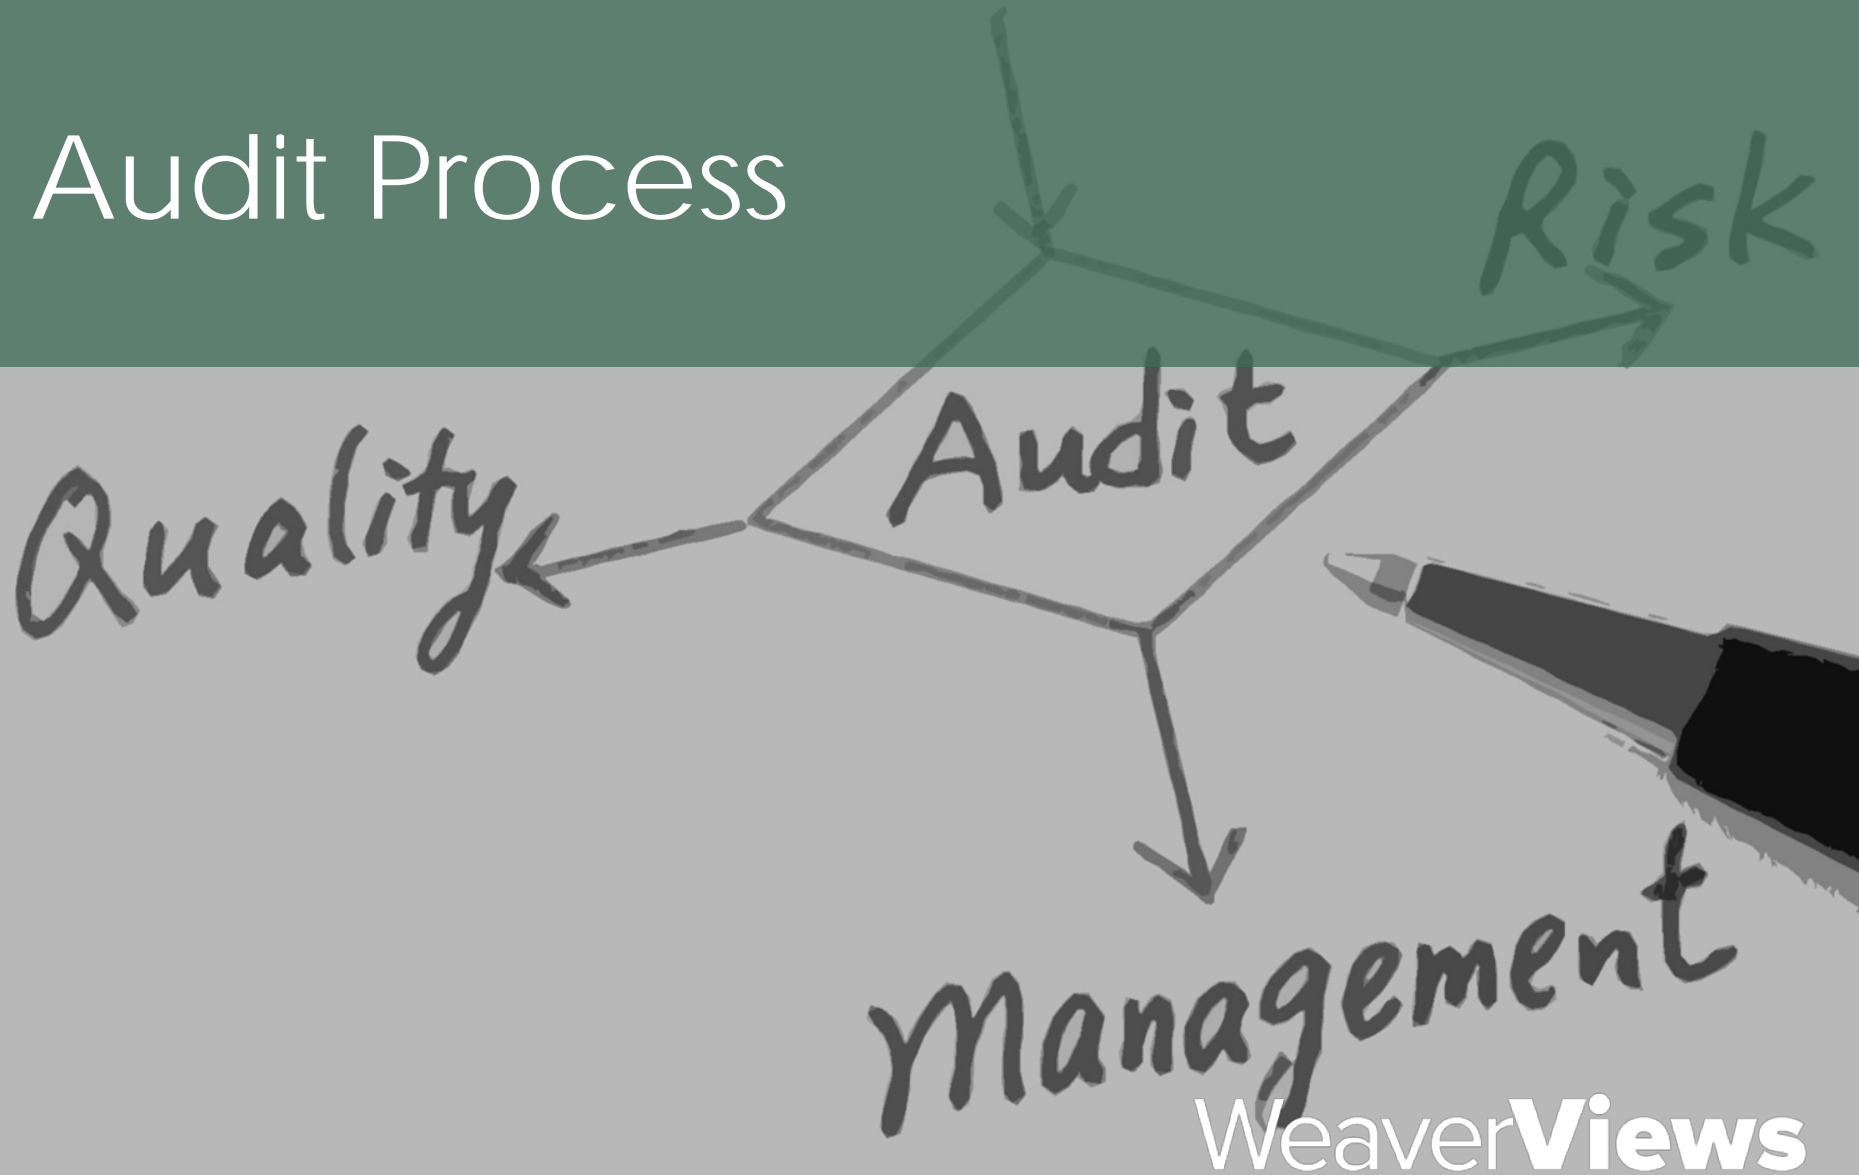 Audit Process
Risk
Audit
Quality
Management
WeaverViews